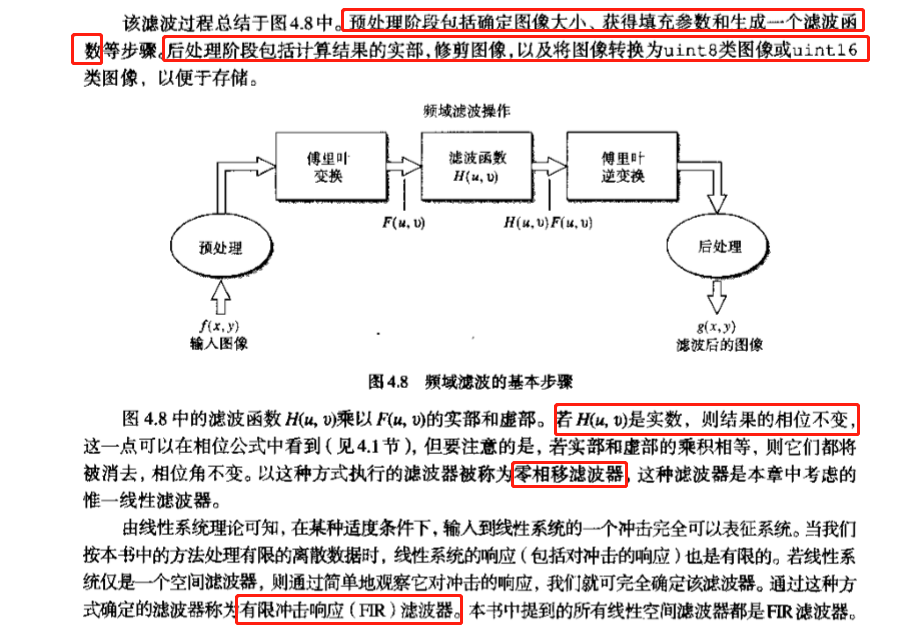 该滤波过程总结于图4.8中。预处理阶段包括确定图像大小、获得填充参数和生成一个滤波函
数等步骤。后处理阶段包括计算结果的实部,修剪图像,以及将图像转换为uint8类图像或uint16
类图像，以便于存储。
频域滤波操作
傅里叶
变换
滤波函数
H(u, υ)
傅里叶
逆变换
F(u, υ)
H(u, υ)F(u, υ)
预处理
后处理
f(x, y)
输入图像
g(x, y)
滤波后的图像
图4.8 频域滤波的基本步骤
图 4.8 中的滤波函数 H(u, υ)乘以 F(u, υ)的实部和虚部。若 H(u, υ)是实数，则结果的相位不变,
这一点可以在相位公式中看到（见4.1节），但要注意的是，若实部和虚部的乘积相等，则它们都将
被消去，相位角不变。以这种方式执行的滤波器被称为零相移滤波器，这种滤波器是本章中考虑的
惟一线性滤波器。
由线性系统理论可知，在某种适度条件下，输入到线性系统的一个冲击完全可以表征系统。当我们
按本书中的方法处理有限的离散数据时，线性系统的响应（包括对冲击的响应）也是有限的。若线性系
统仅是一个空间滤波器，则通过简单地观察它对冲击的响应，我们就可完全确定该滤波器。通过这种方
式确定的滤波器称为有限冲击响应（FIR）滤波器。本书中提到的所有线性空间滤波器都是FIR滤波器。